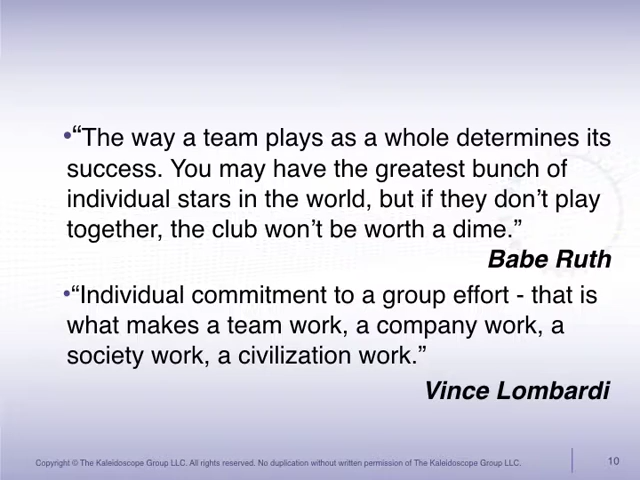 •“The way a team plays as a whole determines its
success. You may have the greatest bunch of
individual stars in the world, but if they don’t play
together, the club won’t be worth a dime.”
Babe Ruth
•“Individual commitment to a group effort - that is
what makes a team work, a company work, a
society work, a civilization work.”
Vince Lombardi
Copyright © The Kaleidoscope Group LLC. All rights reserved. No duplication without written permission of The Kaleidoscope Group LLC.
10